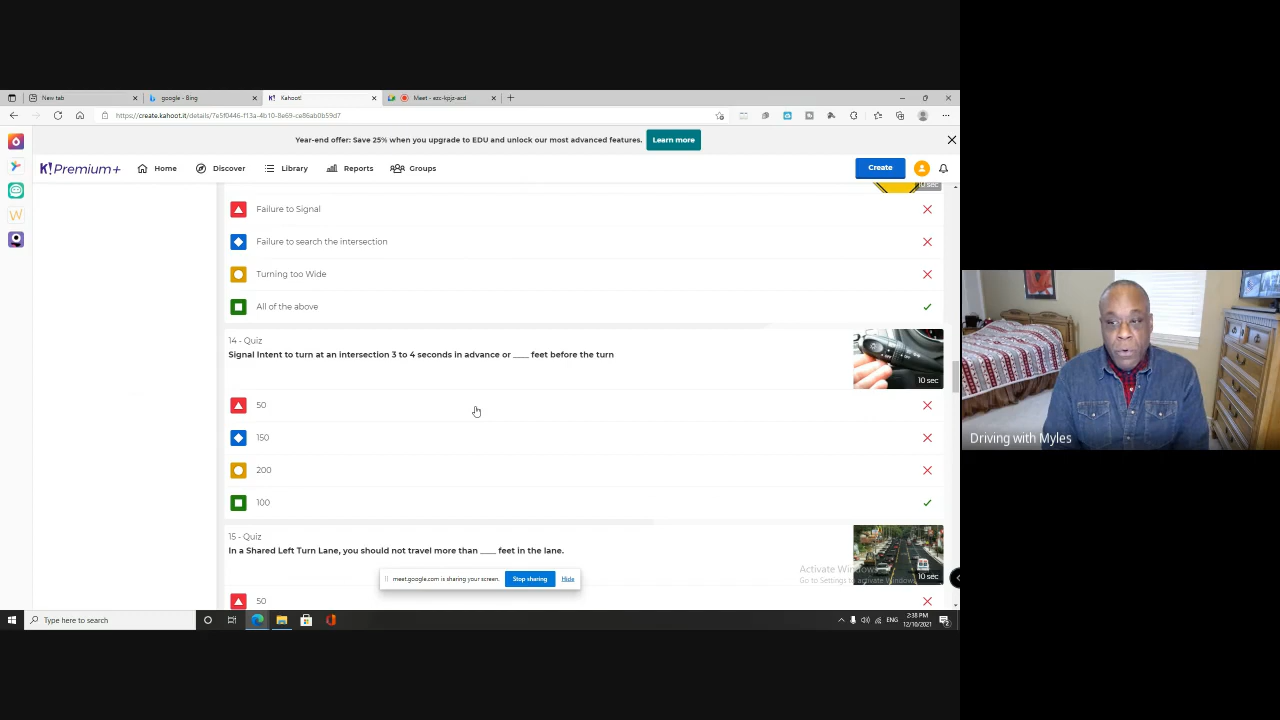 New tab
google - Bing
Kahoot!
Meet - ezc-kpjz-acd
https://create.kahoot.it/details/7e5f0446-f13a-4b10-8e69-ce86ab0b59d7
Year-end offer: Save 25% when you upgrade to EDU and unlock our most advanced features.
Learn more
K! Premium+
Home
Discover
Library
Reports
Groups
Create
10 sec
Failure to Signal
Failure to search the intersection
Turning too Wide
All of the above
14 - Quiz
Signal Intent to turn at an intersection 3 to 4 seconds in advance or ____ feet before the turn
10 sec
50
150
200
100
15 - Quiz
In a Shared Left Turn Lane, you should not travel more than ____ feet in the lane.
10 sec
50
meet.google.com is sharing your screen.
Stop sharing
Hide
Activate Windows
Go to Settings to activate Windows.
Type here to search
ENG
2:38 PM
12/10/2021
Driving with Myles